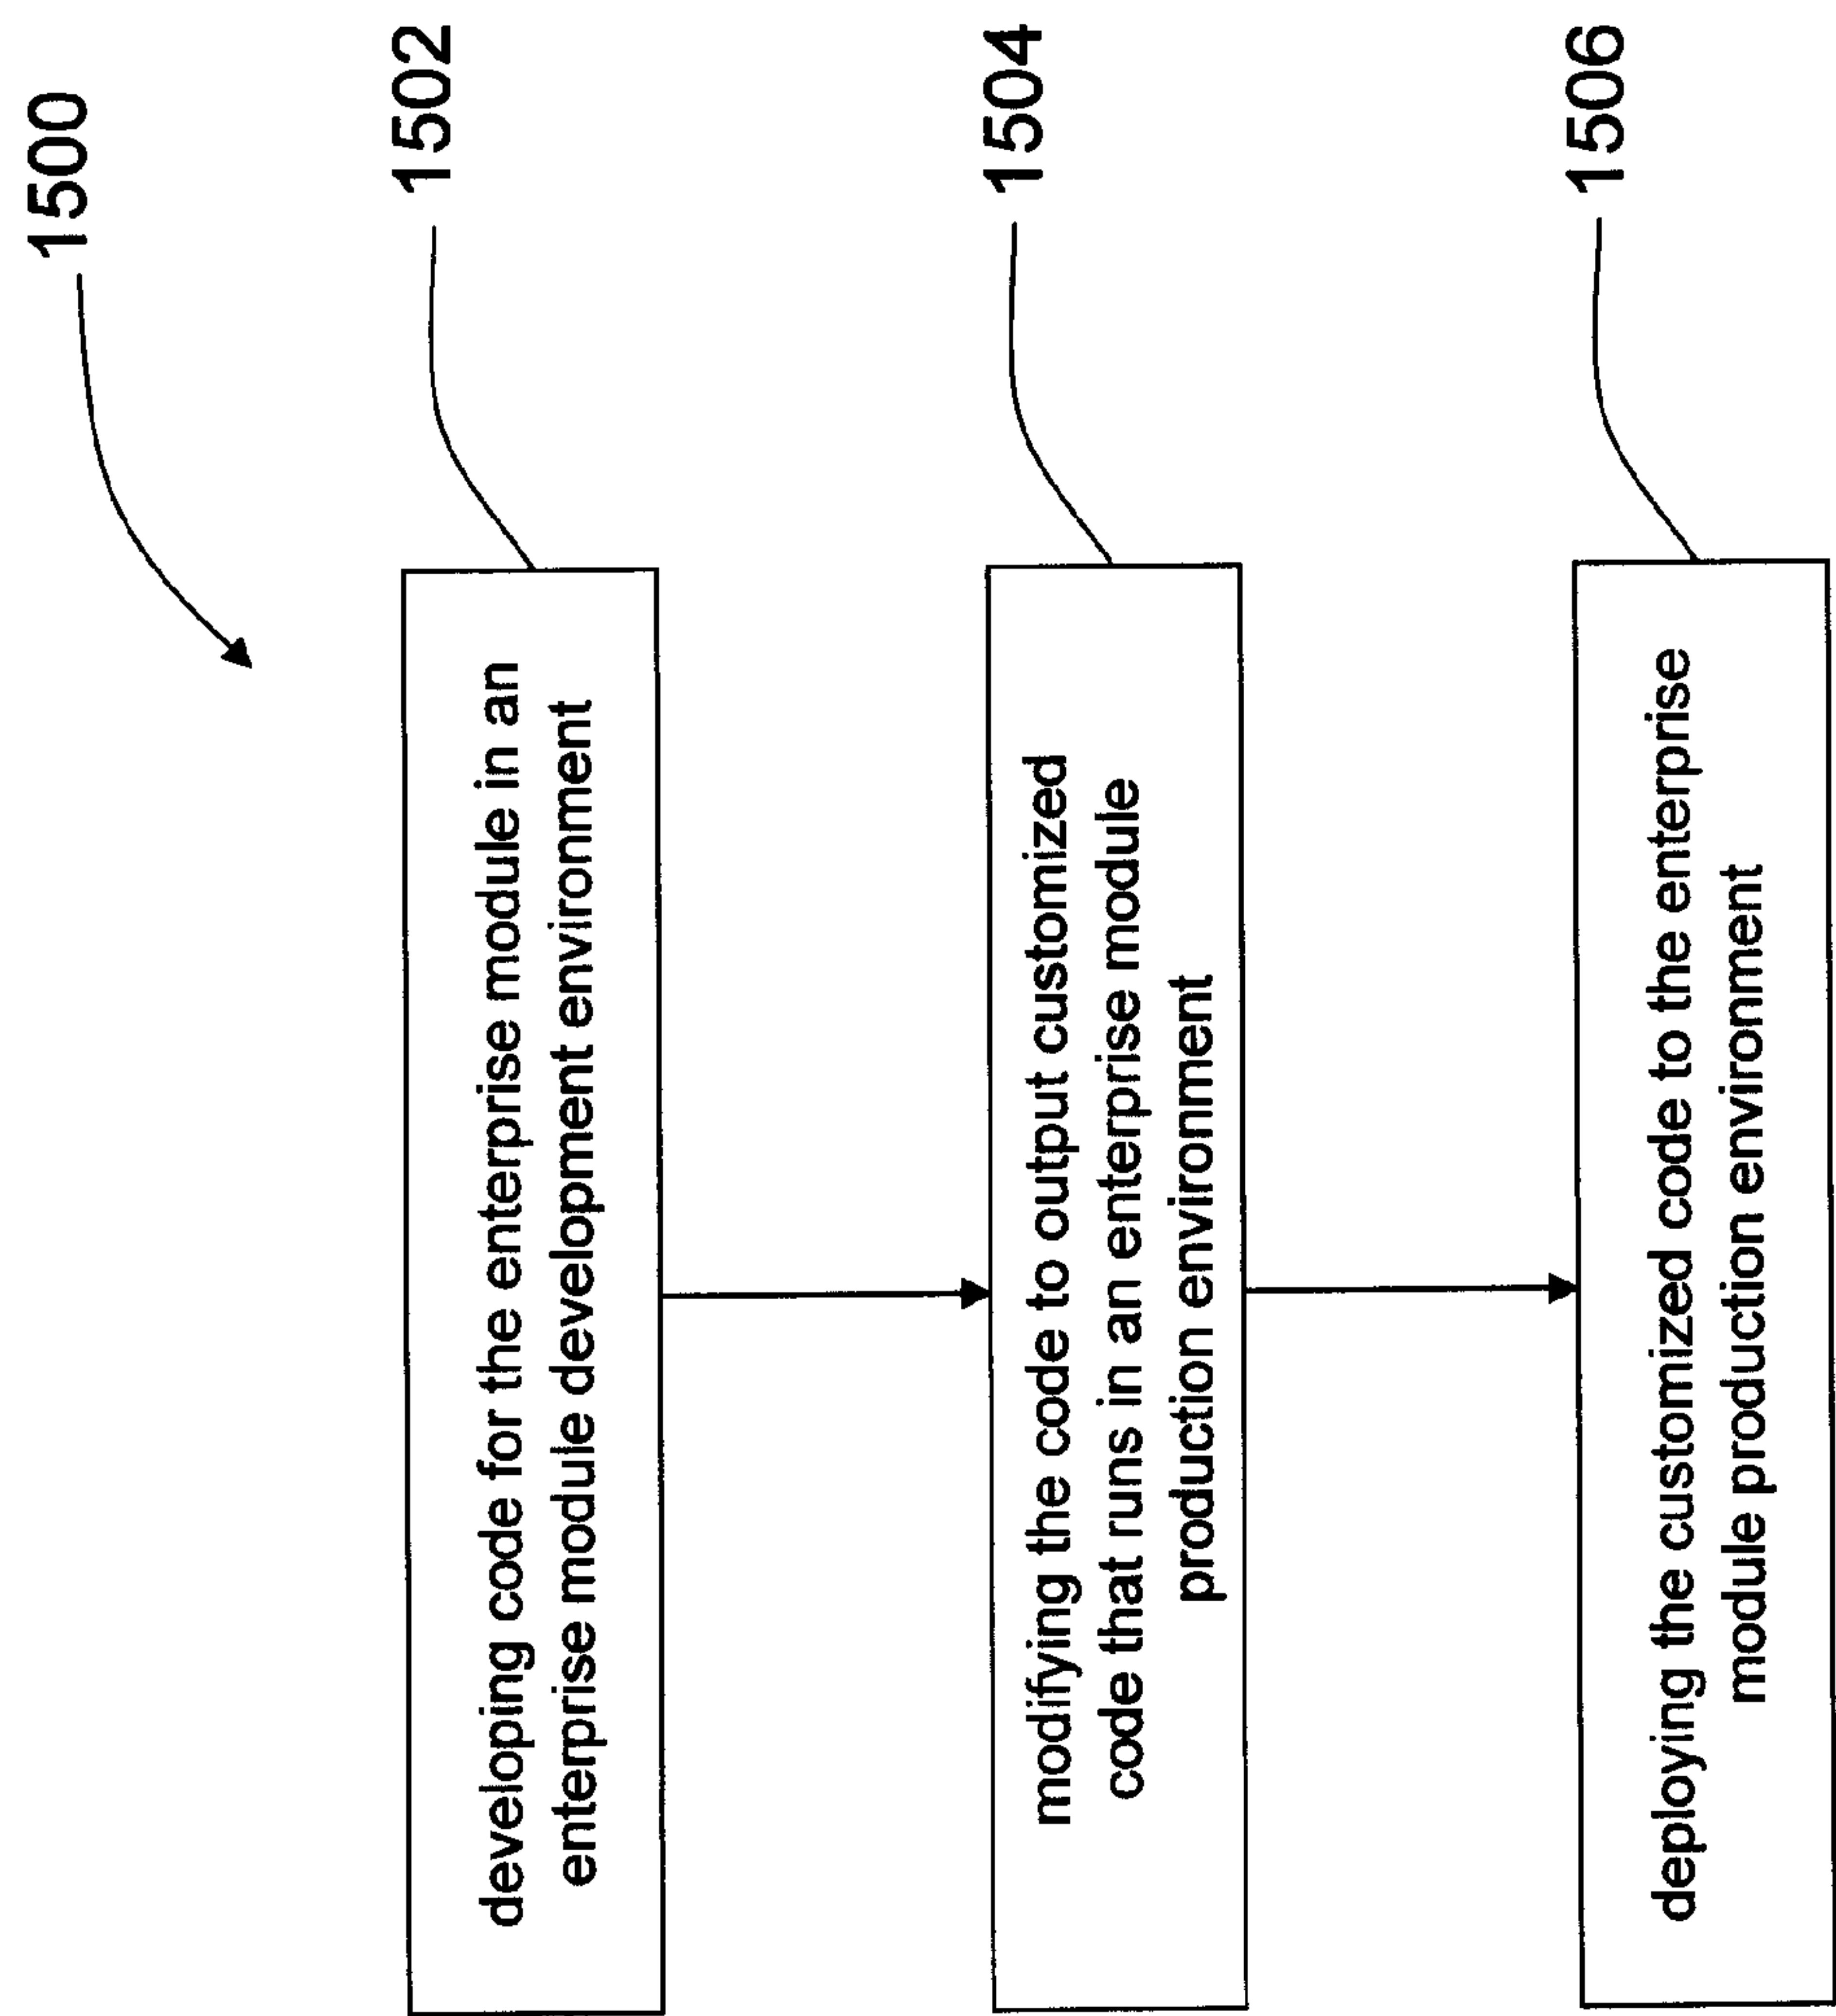 1500
developing code for the enterprise module in an
enterprise module development environment
1502
modifying the code to output customized
code that runs in an enterprise module
production environment
1504
deploying the customized code to the enterprise
module production environment
1506